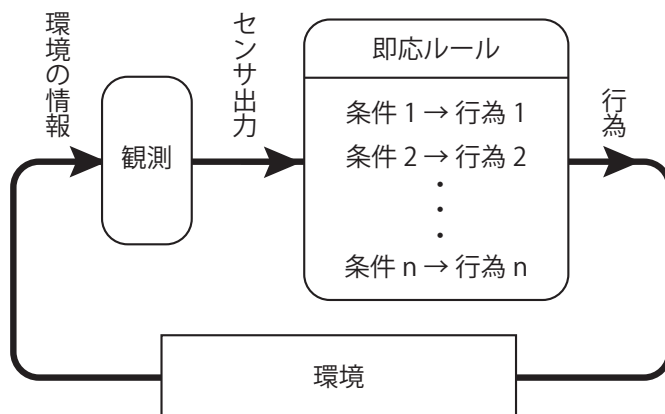 環境の情報
観測
センサ出力
即応ルール
条件 1 → 行為 1
条件 2 → 行為 2
・
・
・
条件 n → 行為 n
行為
環境